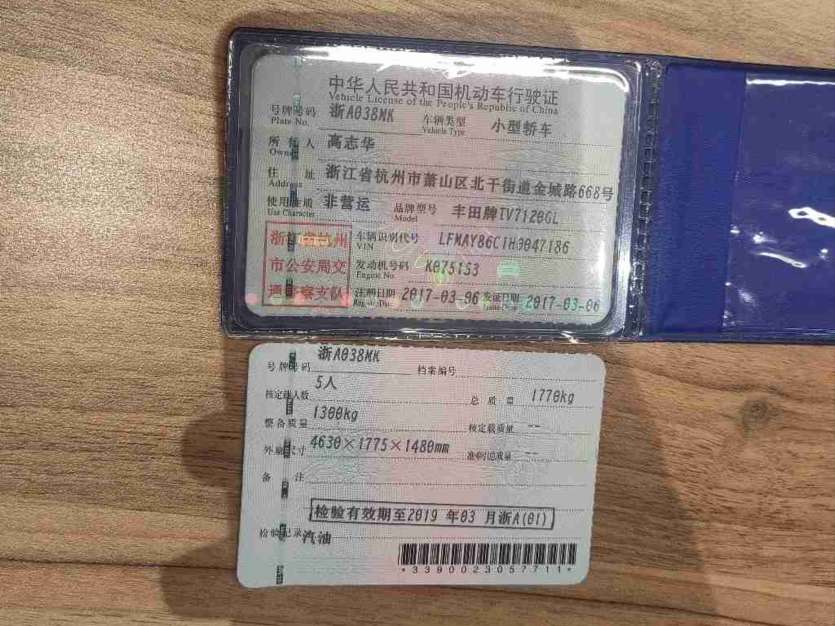 中华人民共和国机动车行驶证
Vehicle License of the People's Republic of China
号牌号码 浙A038MK 车辆类型 小型轿车
Plate No. Vehicle Type
所有人 高志华
Owner
住址 浙江省杭州市萧山区北干街道金城路668号
Address
使用性质 非营运 品牌型号 丰田牌TV7120GL
Use Character Model
浙江省杭州
市公安局交
通警察支队
车辆识别代号 LFMAY86C1H0047186
VIN
发动机号码 K075153
Engine No.
注册日期 2017-03-06 发证日期 2017-03-06
Register Date Issue Date
号牌号码 浙A038MK 档案编号
核定载人数 5人 总质量 1770kg
整备质量 1300kg 核定载质量 --
外廓尺寸 4630×1775×1480mm 准牵引总质量 --
备注
检验有效期至2019年03月浙A(01)
检验记录 汽油
*3390023057711*